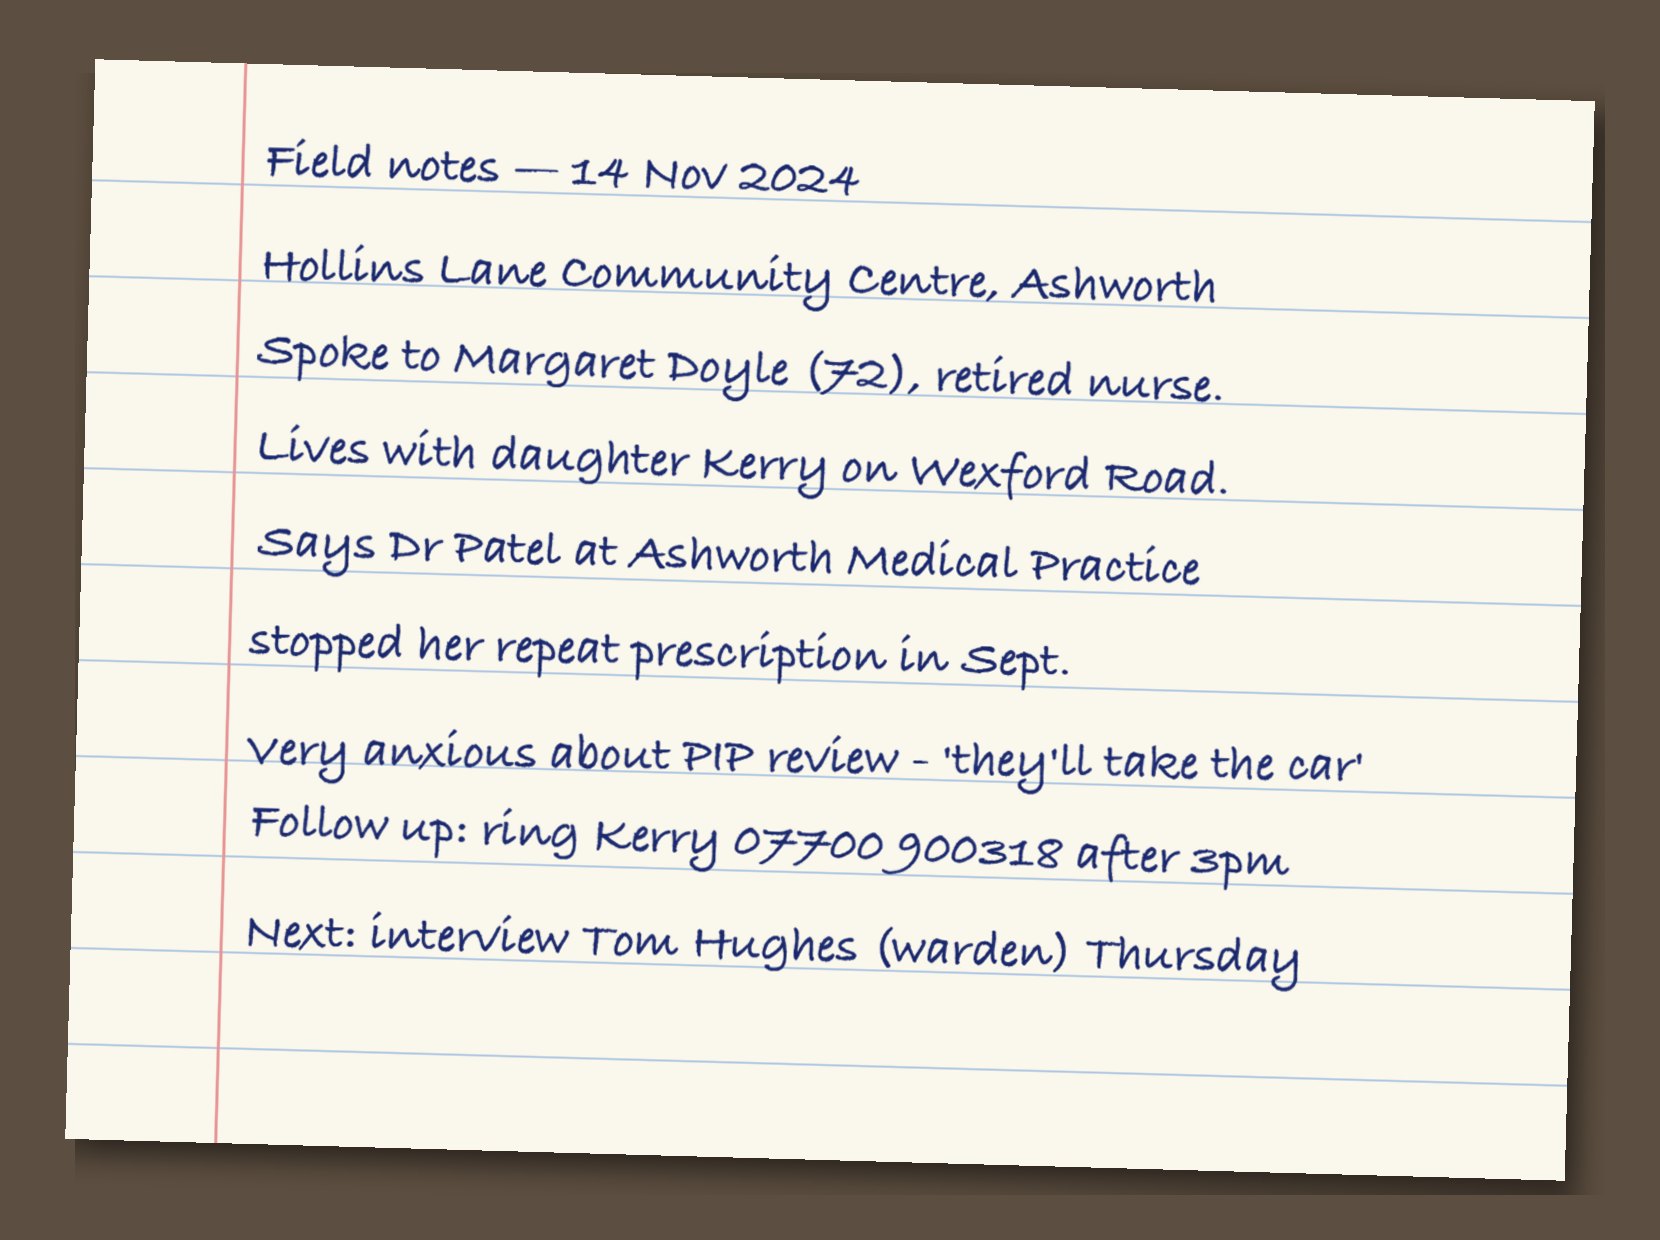 Field notes — 14 Nov 2024
Hollins Lane Community Centre, Ashworth
Spoke to Margaret Doyle (72), retired nurse.
Lives with daughter Kerry on Wexford Road.
Says Dr Patel at Ashworth Medical Practice
stopped her repeat prescription in Sept.
Very anxious about PIP review - 'they'll take the car'
Follow up: ring Kerry 07700 900318 after 3pm
Next: interview Tom Hughes (warden) Thursday